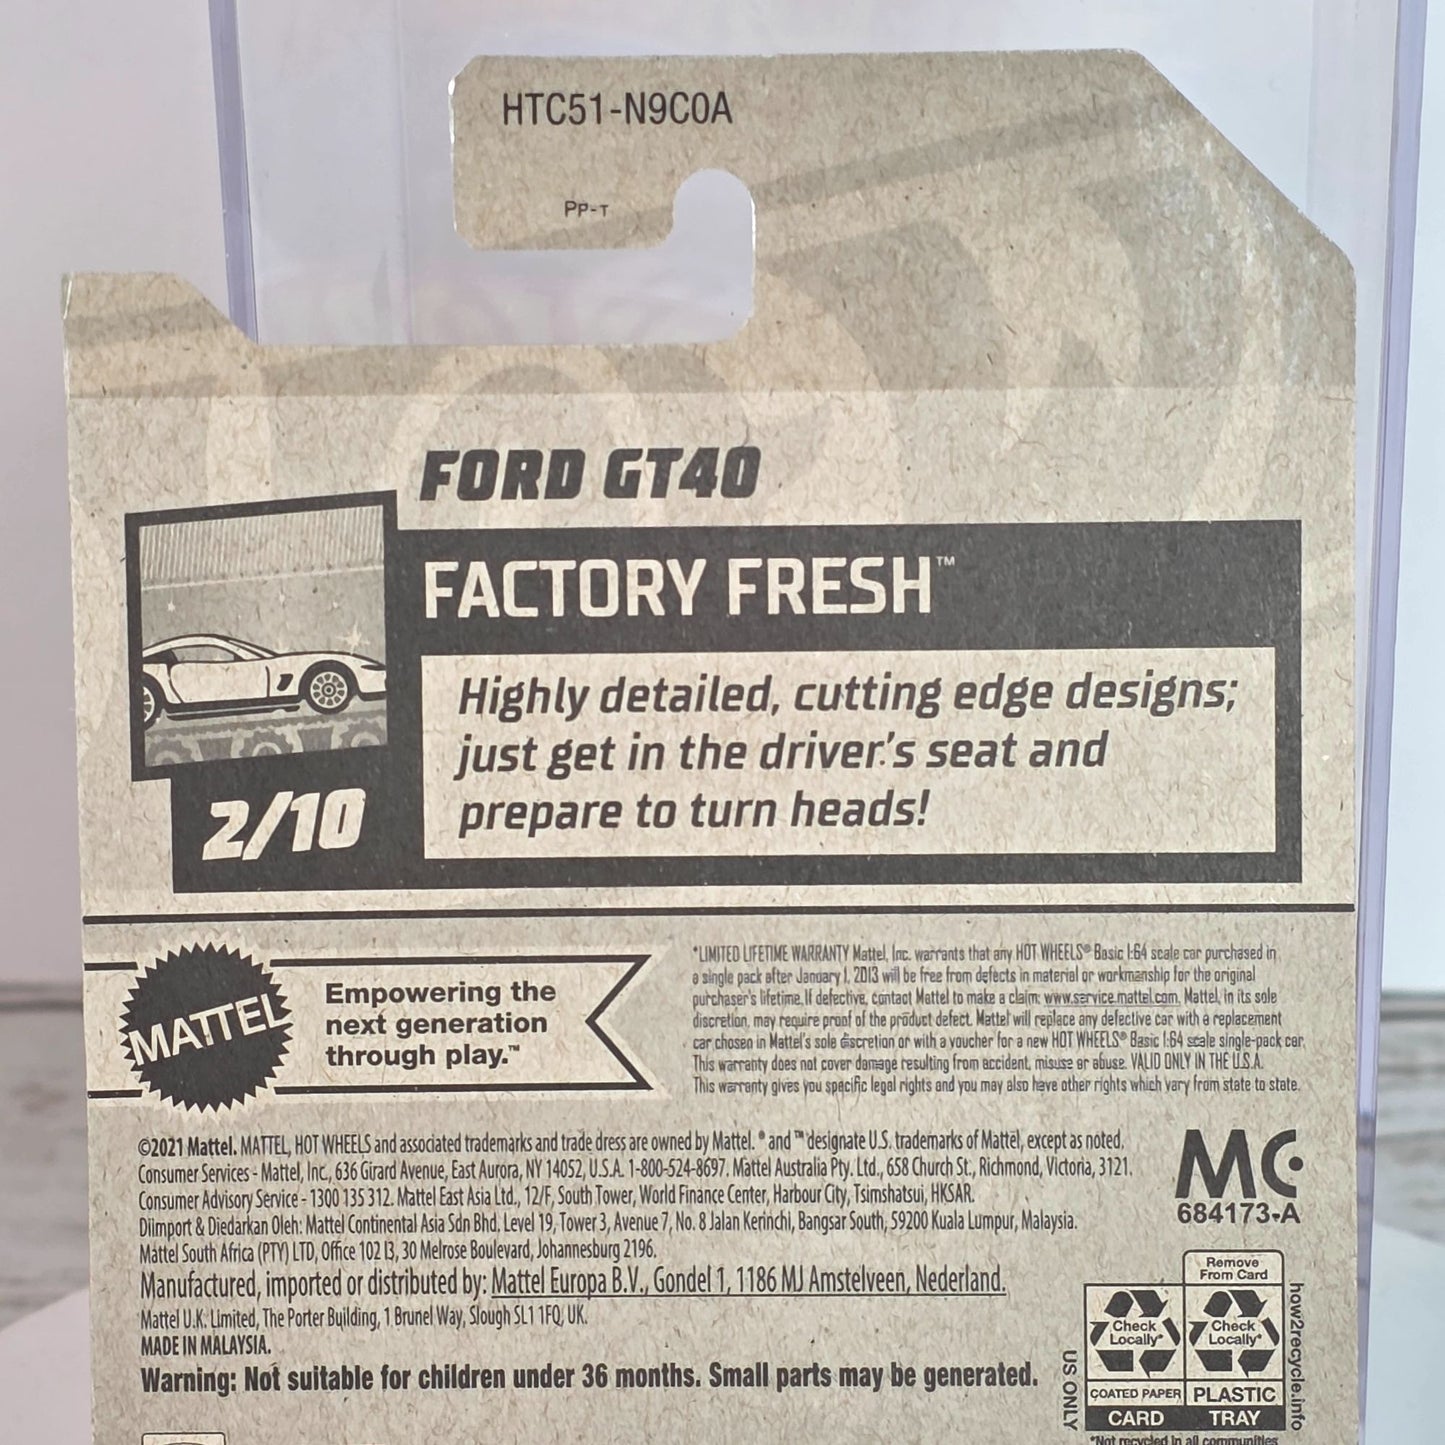 HTC51-N9C0A
PP-T
FORD GT40
FACTORY FRESH™
Highly detailed, cutting edge designs;
just get in the driver's seat and
prepare to turn heads!
2/10
MATTEL
Empowering the
next generation
through play.™
*LIMITED LIFETIME WARRANTY Mattel, Inc. warrants that any HOT WHEELS® Basic 1:64 scale car purchased in
a single pack after January 1, 2013 will be free from defects in material or workmanship for the original
purchaser's lifetime. If defective, contact Mattel to make a claim: www.service.mattel.com. Mattel, in its sole
discretion, may require proof of the product defect. Mattel will replace any defective car with a replacement
car chosen in Mattel's sole discretion or with a voucher for a new HOT WHEELS® Basic 1:64 scale single-pack car.
This warranty does not cover damage resulting from accident, misuse or abuse. VALID ONLY IN THE U.S.A.
This warranty gives you specific legal rights and you may also have other rights which vary from state to state.
©2021 Mattel. MATTEL, HOT WHEELS and associated trademarks and trade dress are owned by Mattel. ® and ™ designate U.S. trademarks of Mattel, except as noted.
Consumer Services - Mattel, Inc., 636 Girard Avenue, East Aurora, NY 14052, U.S.A. 1-800-524-8697. Mattel Australia Pty. Ltd., 658 Church St., Richmond, Victoria, 3121.
Consumer Advisory Service - 1300 135 312. Mattel East Asia Ltd., 12/F, South Tower, World Finance Center, Harbour City, Tsimshatsui, HKSAR.
Diimport & Diedarkan Oleh: Mattel Continental Asia Sdn Bhd. Level 19, Tower 3, Avenue 7, No. 8 Jalan Kerinchi, Bangsar South, 59200 Kuala Lumpur, Malaysia.
Mattel South Africa (PTY) LTD, Office 102 I3, 30 Melrose Boulevard, Johannesburg 2196.
Manufactured, imported or distributed by: Mattel Europa B.V., Gondel 1, 1186 MJ Amstelveen, Nederland.
Mattel U.K. Limited, The Porter Building, 1 Brunel Way, Slough SL1 1FQ, UK.
MADE IN MALAYSIA.
Warning: Not suitable for children under 36 months. Small parts may be generated.
MC
684173-A
Remove
From Card
Check
Locally*
Check
Locally*
COATED PAPER
PLASTIC
CARD
TRAY
US ONLY
how2recycle.info
*Not recycled in all communities